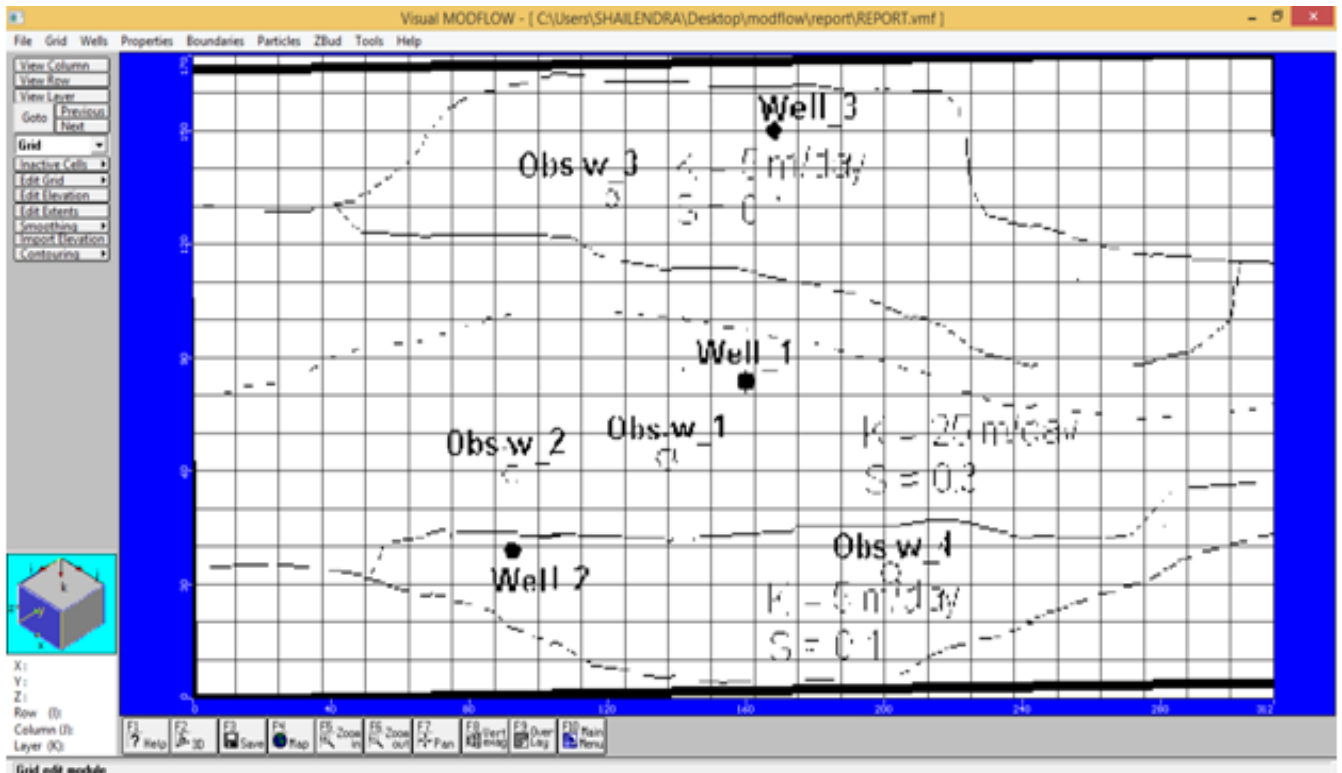 Visual MODFLOW - [ C:\Users\SHAILENDRA\Desktop\modflow\report\REPORT.vmf ]
File Grid Wells Properties Boundaries Particles ZBud Tools Help
View Column
View Row
View Layer
Goto Previous
Next
Grid
Inactive Cells
Edit Grid
Edit Elevation
Edit Extents
Smoothing
Import Elevation
Contouring
Well_3
Obs w_3
m/day
Well_1
Obs.w_1
Obs.w_2
S = 0.3
Obs w_4
Well_2
S = 0.1
0 40 80 120 160 200 240 280 312
X:
Y:
Z:
Row (I):
Column (J):
Layer (K):
F1 Help
F2 3D
F3 Save
F4 Map
F5 Zoom in
F6 Zoom out
F7 Pan
F8 Vert exag
F9 Over Lay
F10 Main Menu
Grid edit module